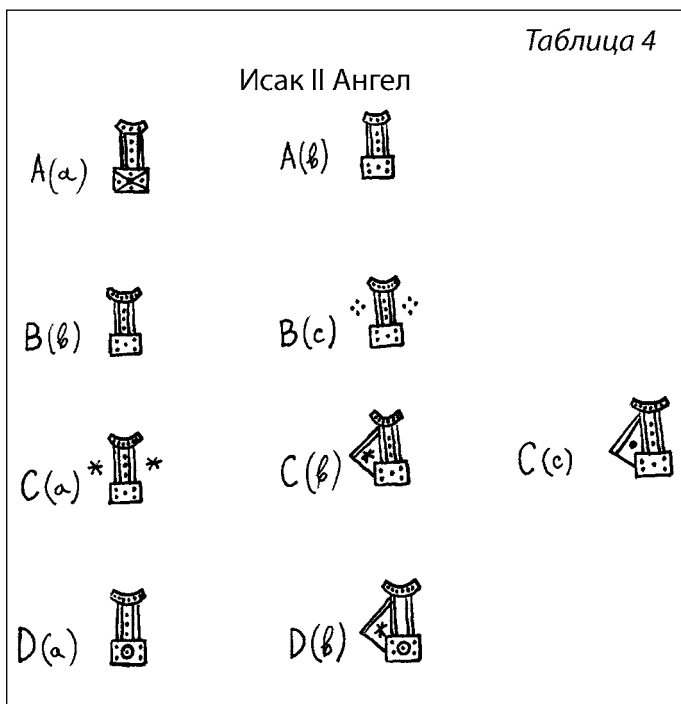 Таблица 4
Исак II Ангел
A(a) A(b)
B(b) B(c)
C(a) C(b) C(c)
D(a) D(b)